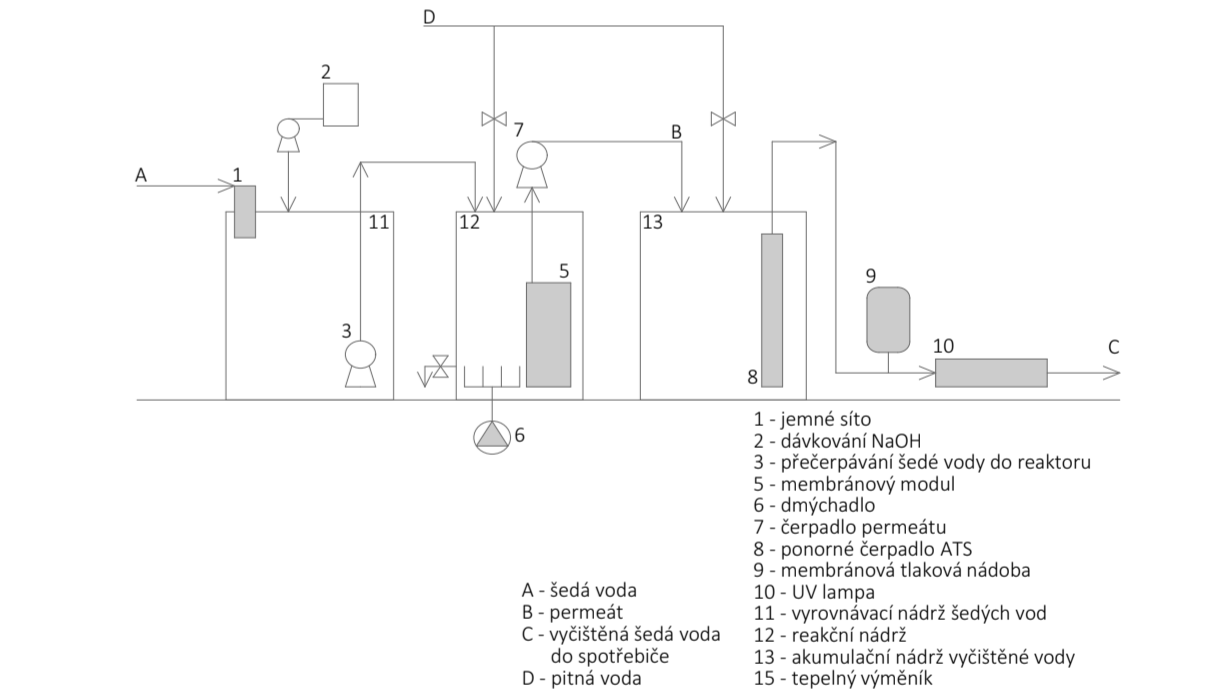 D
2
7
B
A
1
11
12
13
5
9
3
10
C
8
6
1 - jemné síto
2 - dávkování NaOH
3 - přečerpávání šedé vody do reaktoru
5 - membránový modul
6 - dmýchadlo
7 - čerpadlo permeátu
8 - ponorné čerpadlo ATS
9 - membránová tlaková nádoba
10 - UV lampa
11 - vyrovnávací nádrž šedých vod
12 - reakční nádrž
13 - akumulační nádrž vyčištěné vody
15 - tepelný výměník
A - šedá voda
B - permeát
C - vyčištěná šedá voda
do spotřebiče
D - pitná voda